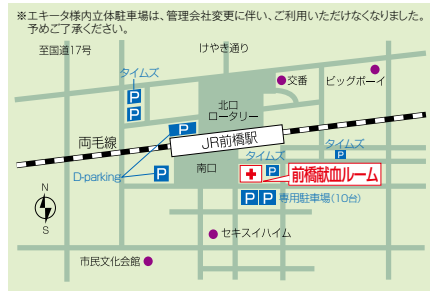 ※エキータ様内立体駐車場は、管理会社変更に伴い、ご利用いただけなくなりました。
予めご了承ください。
至国道17号
けやき通り
タイムズ
P
P
交番
ビッグボーイ
北口
ロータリー
P
両毛線
JR前橋駅
タイムズ
P
D-parking
P
南口
タイムズ
P
前橋献血ルーム
P P 専用駐車場(10台)
N
S
セキスイハイム
市民文化会館